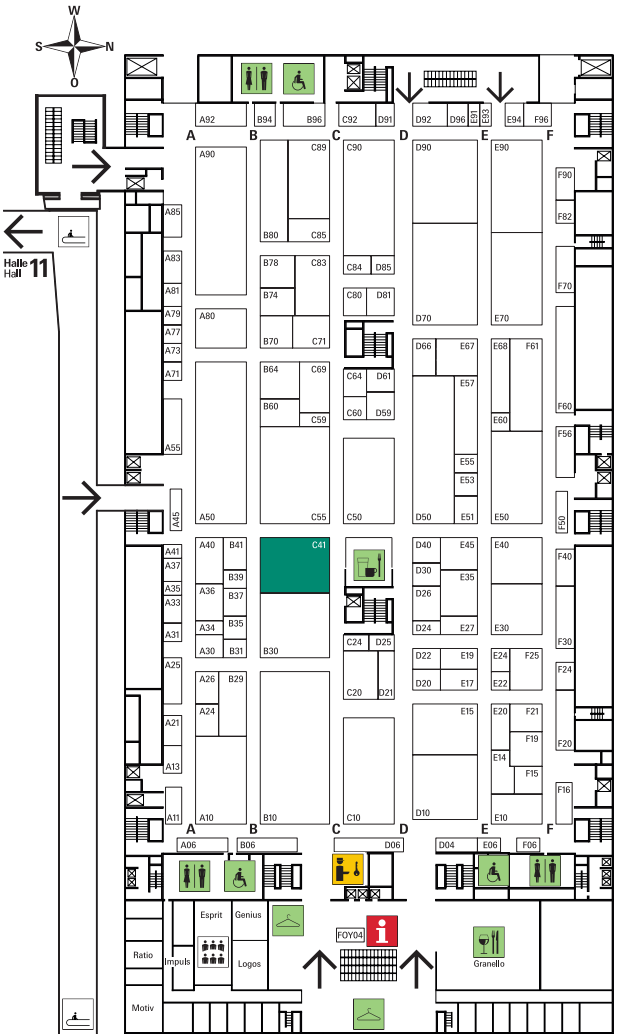 W
S N
O
A92 B94 B96 C92 D91 D92 D96 E91 E93 E94 F96
A B C D E F
A90 C89 C90 D90 E90
F90
A85 F82
B80 C85
Halle
Hall 11
A83 B78 C83 C84 D85
F70
A81 B74 C80 D81
A79 A80 D70 E70
A77 B70 C71
A73 D66 E67 E68 F61
A71 B64 C69 C64 D61
E57
B60 C60 D59 F60
A55 C59 E60
F56
E55
E53
A45 A50 C55 C50 D50 E51 E50 F50
A41 A40 B41 C41 D40 E45 E40 F40
A37 B39 D30 E35
A35 A36 B37 D26
A33
A31 A34 B35 D24 E27 E30
A30 B31 B30 C24 D25 F30
A25 D22 E19 E24 F25
A26 B29 D20 E17 E22 F24
C20 D21
A24 E15 E20 F21
A21 F19 F20
E14
A13 F15
A11 A10 B10 C10 D10 E10 F16
A B C D E F
A06 B06 D06 D04 E06 F06
Esprit Genius
FOY04 i
Ratio Impuls Logos Granello
Motiv